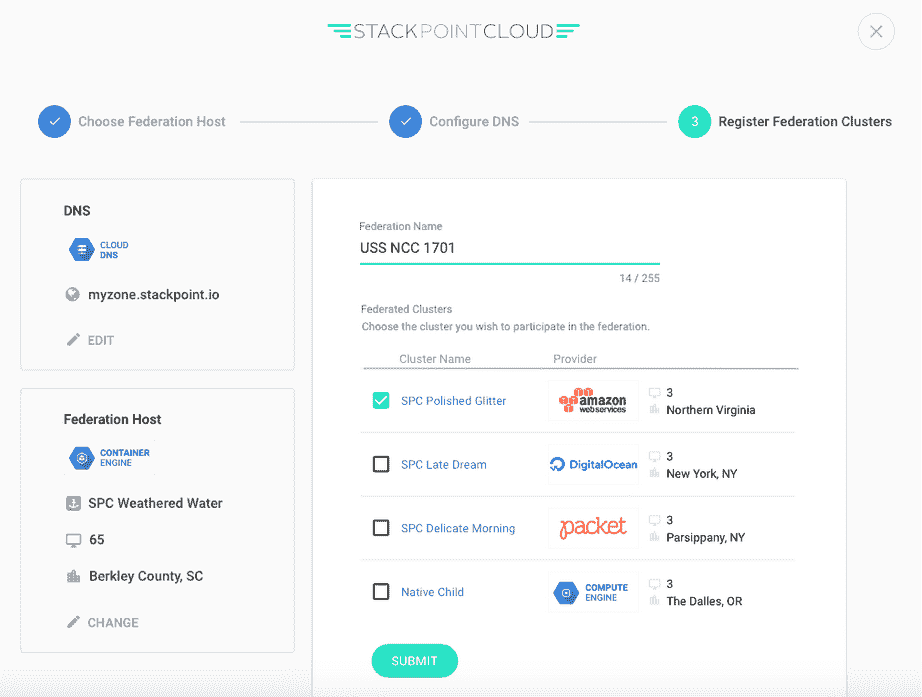 STACKPOINTCLOUD
Choose Federation Host
Configure DNS
3
Register Federation Clusters
DNS
CLOUD
DNS
myzone.stackpoint.io
EDIT
Federation Host
CONTAINER
ENGINE
SPC Weathered Water
65
Berkley County, SC
CHANGE
Federation Name
USS NCC 1701
14 / 255
Federated Clusters
Choose the cluster you wish to participate in the federation.
Cluster Name
Provider
SPC Polished Glitter
amazon
webservices
3
Northern Virginia
SPC Late Dream
DigitalOcean
3
New York, NY
SPC Delicate Morning
packet
3
Parsippany, NY
Native Child
COMPUTE
ENGINE
3
The Dalles, OR
SUBMIT